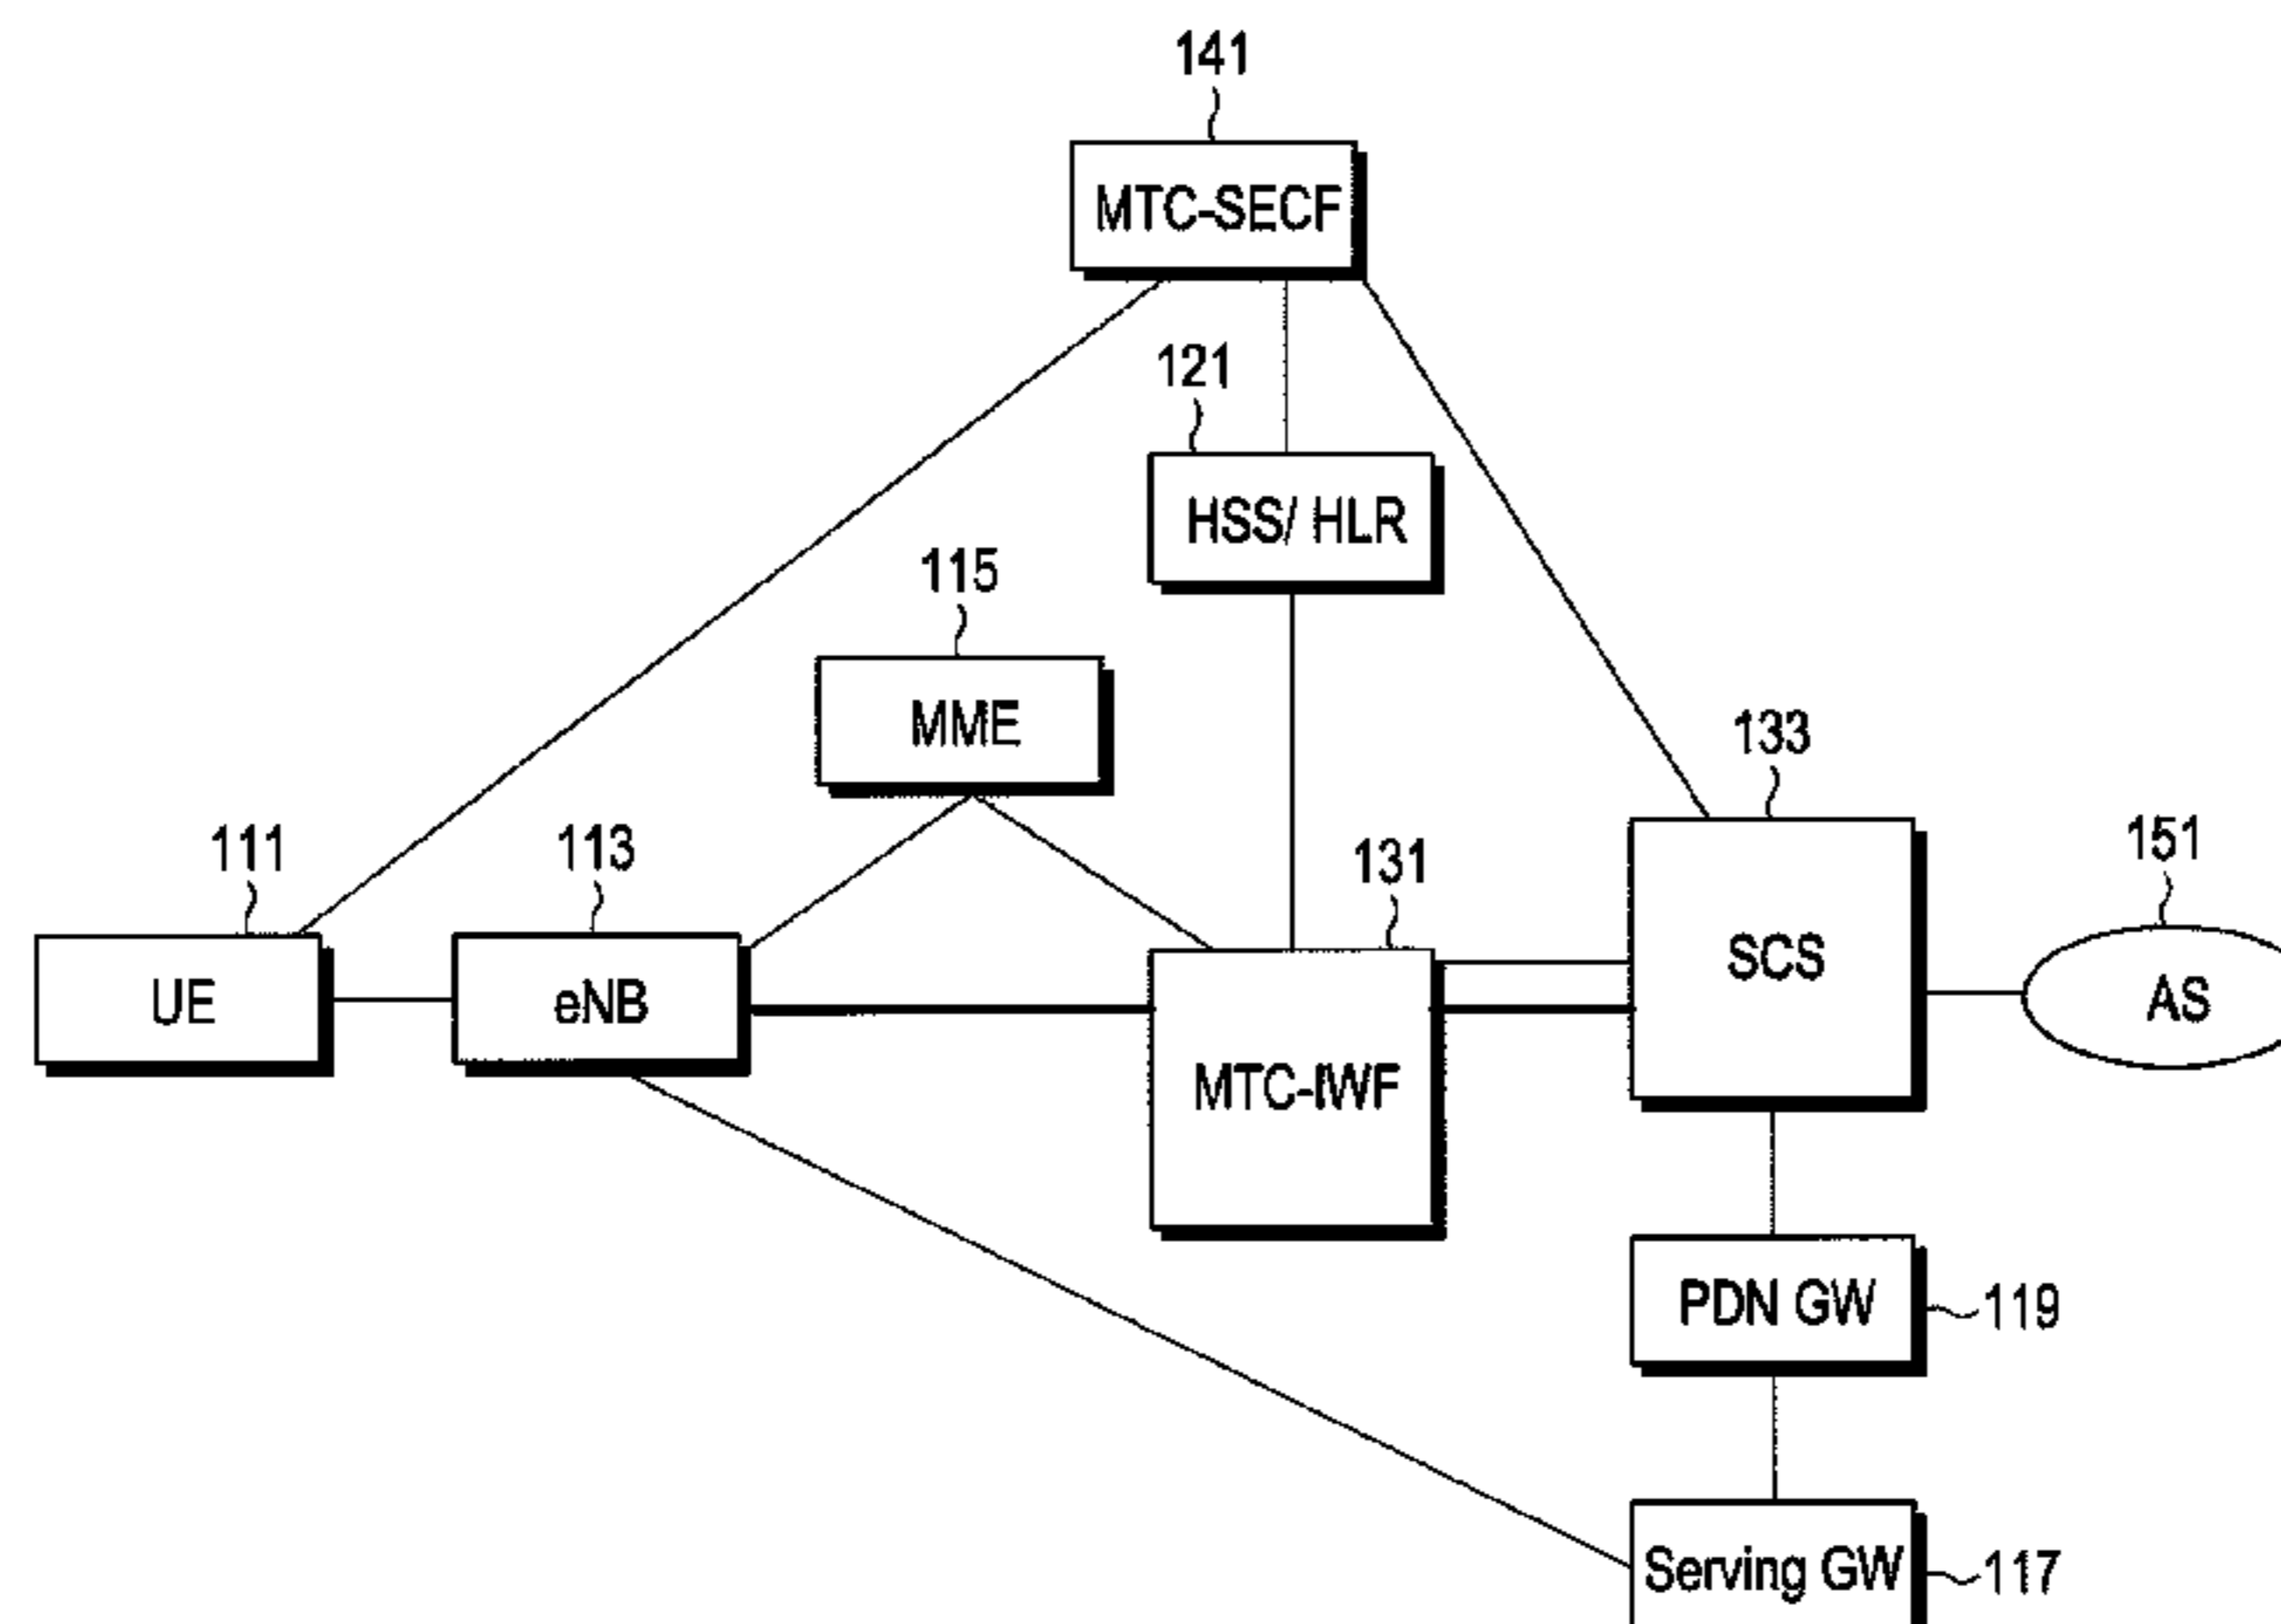 141
MTC-SECF
121
HSS/ HLR
115
MME
133
SCS
111
UE
113
eNB
131
MTC-IWF
151
AS
PDN GW
119
Serving GW
117